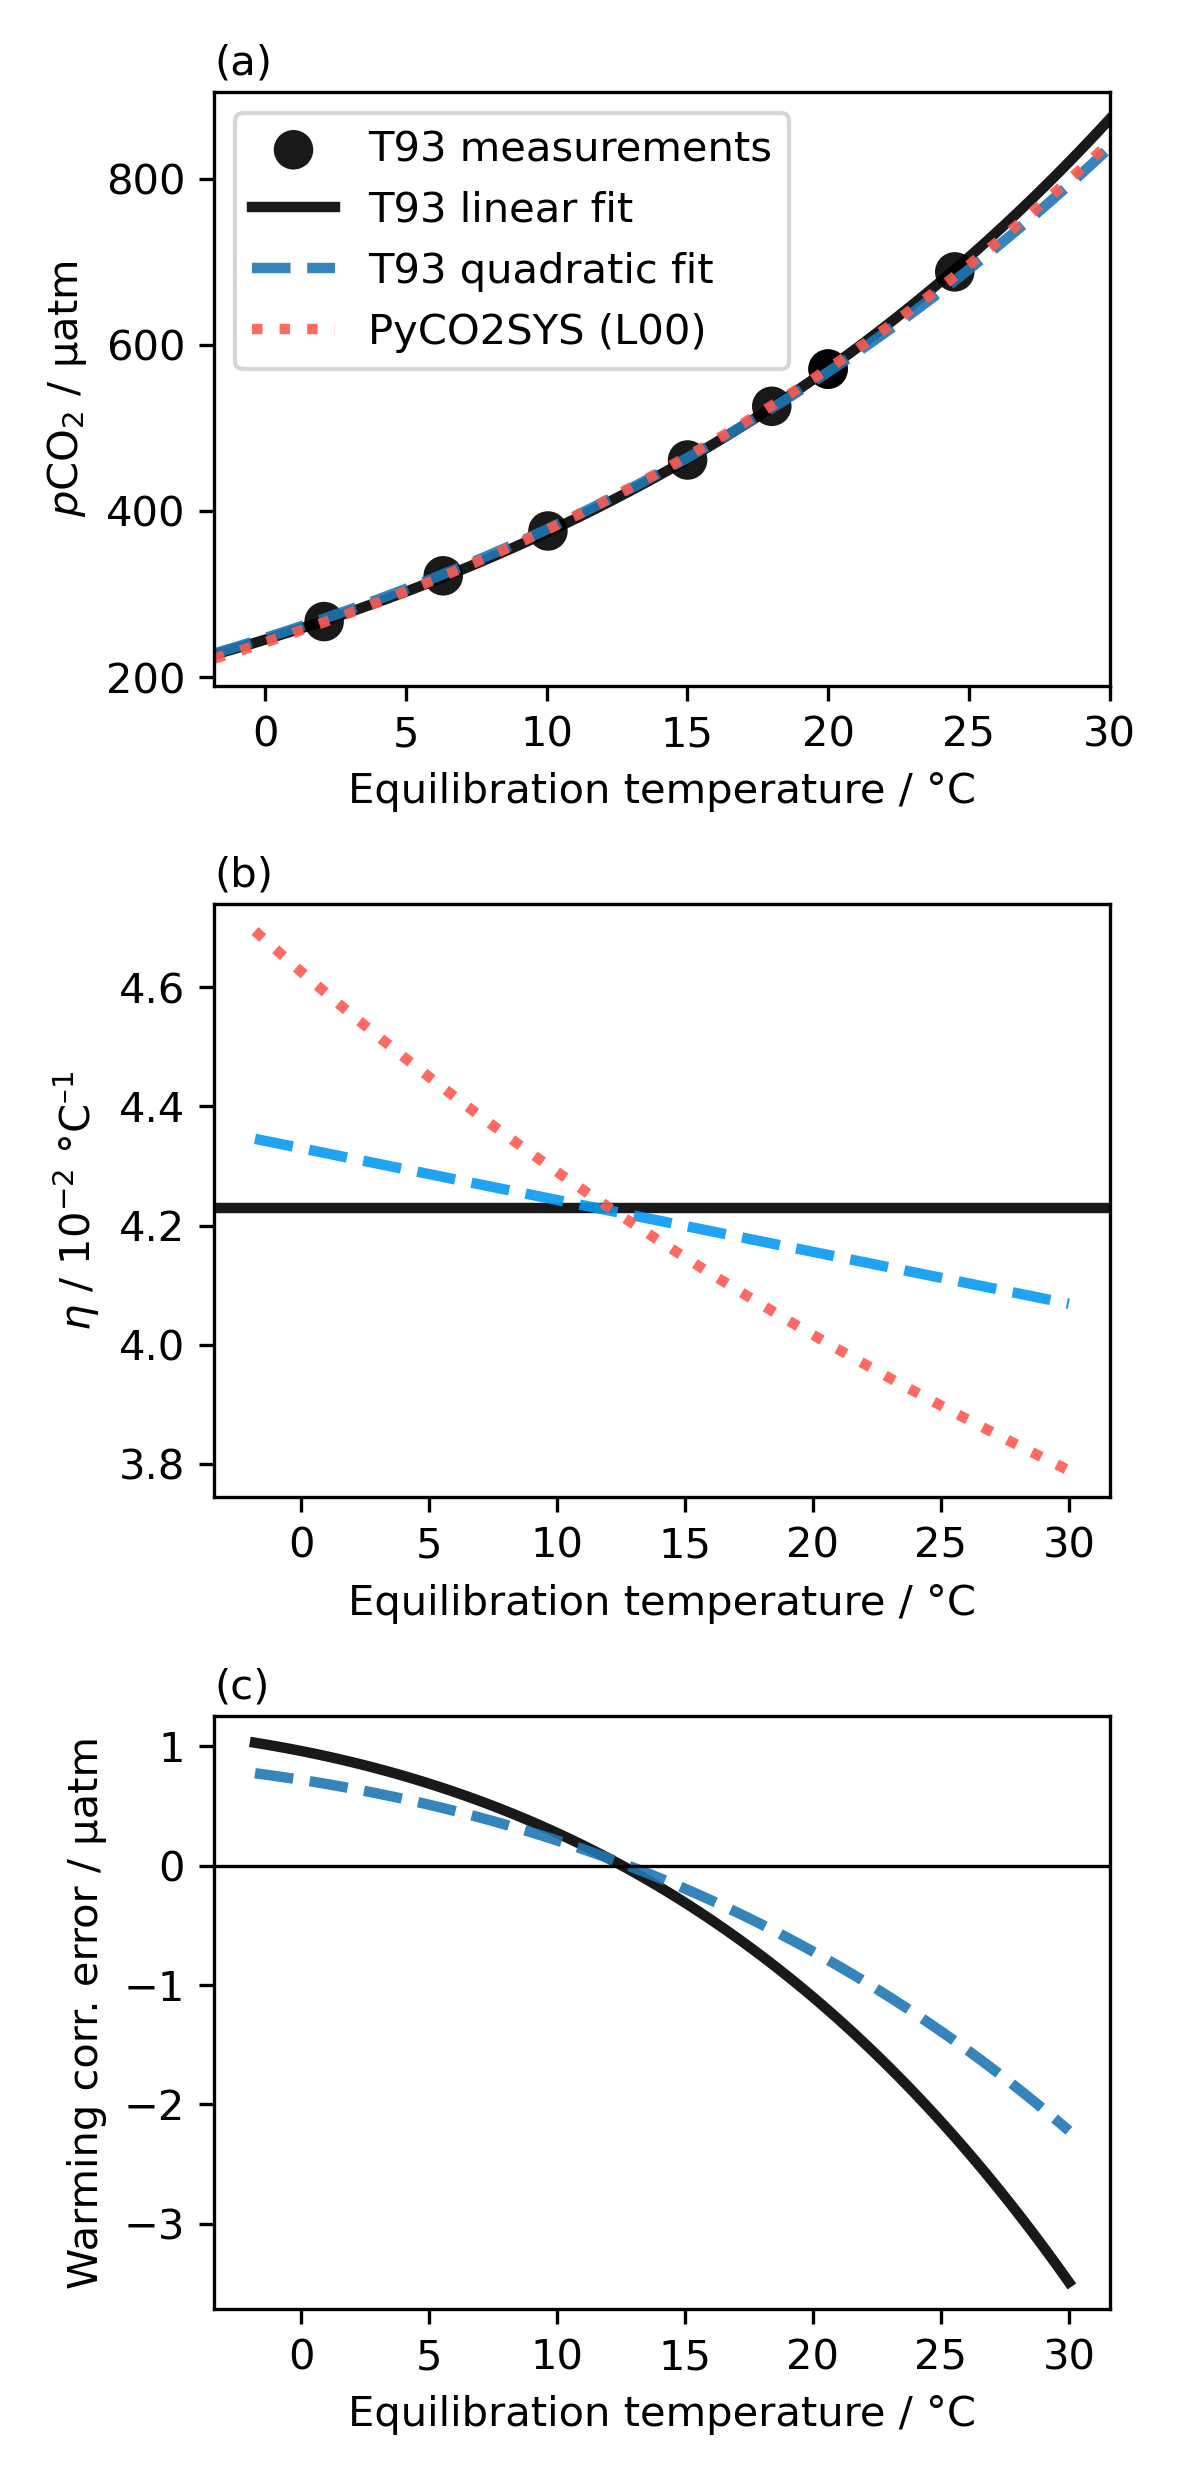 (a)
T93 measurements
T93 linear fit
T93 quadratic fit
PyCO2SYS (L00)
pCO₂ / µatm
800
600
400
200
0 5 10 15 20 25 30
Equilibration temperature / °C
(b)
η / 10⁻² °C⁻¹
4.6
4.4
4.2
4.0
3.8
0 5 10 15 20 25 30
Equilibration temperature / °C
(c)
Warming corr. error / µatm
1
0
−1
−2
−3
0 5 10 15 20 25 30
Equilibration temperature / °C